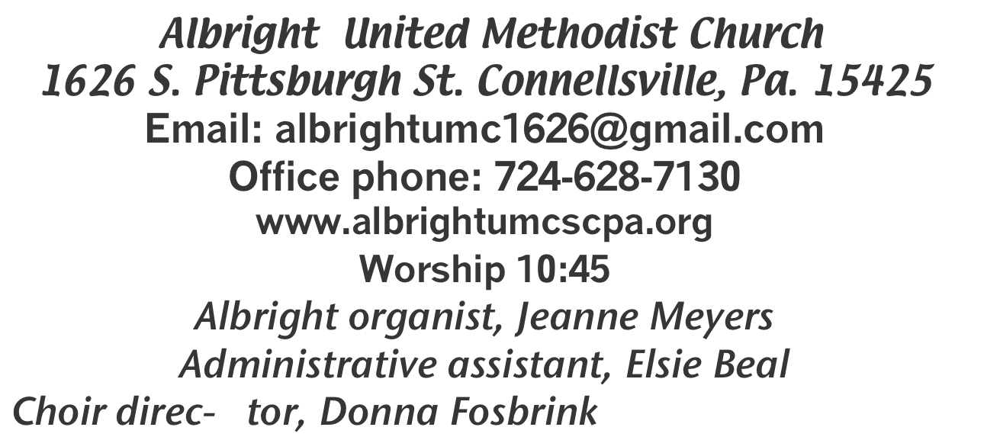 Albright United Methodist Church
1626 S. Pittsburgh St. Connellsville, Pa. 15425
Email: albrightumc1626@gmail.com
Office phone: 724-628-7130
www.albrightumcscpa.org
Worship 10:45
Albright organist, Jeanne Meyers
Administrative assistant, Elsie Beal
Choir direc- tor, Donna Fosbrink